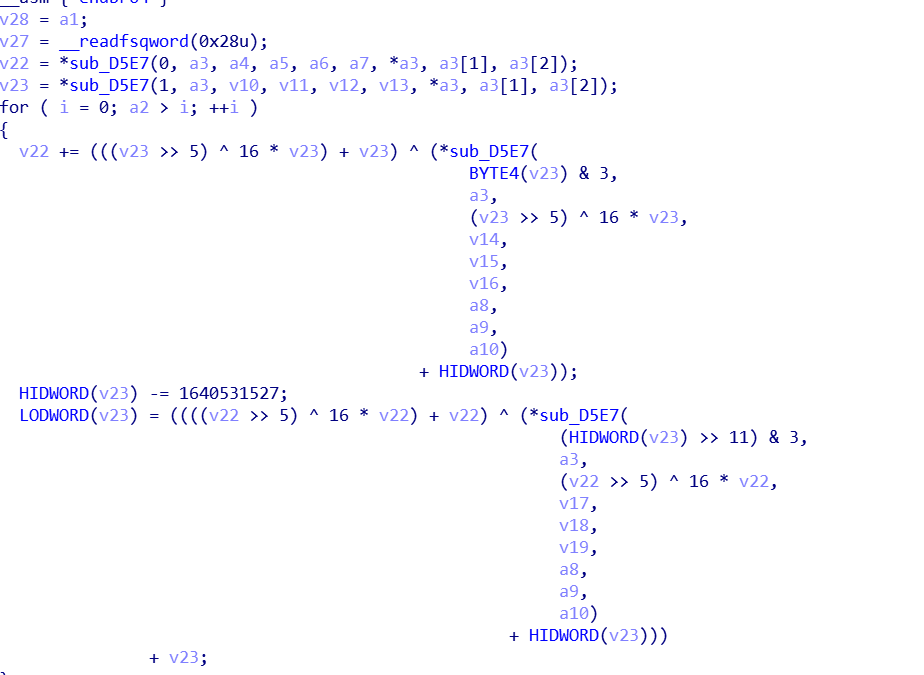 v28 = a1;
v27 = __readfsqword(0x28u);
v22 = *sub_D5E7(0, a3, a4, a5, a6, a7, *a3, a3[1], a3[2]);
v23 = *sub_D5E7(1, a3, v10, v11, v12, v13, *a3, a3[1], a3[2]);
for ( i = 0; a2 > i; ++i )
{
v22 += (((v23 >> 5) ^ 16 * v23) + v23) ^ (*sub_D5E7(
BYTE4(v23) & 3,
a3,
(v23 >> 5) ^ 16 * v23,
v14,
v15,
v16,
a8,
a9,
a10)
+ HIDWORD(v23));
HIDWORD(v23) -= 1640531527;
LODWORD(v23) = ((((v22 >> 5) ^ 16 * v22) + v22) ^ (*sub_D5E7(
(HIDWORD(v23) >> 11) & 3,
a3,
(v22 >> 5) ^ 16 * v22,
v17,
v18,
v19,
a8,
a9,
a10)
+ HIDWORD(v23)))
+ v23;